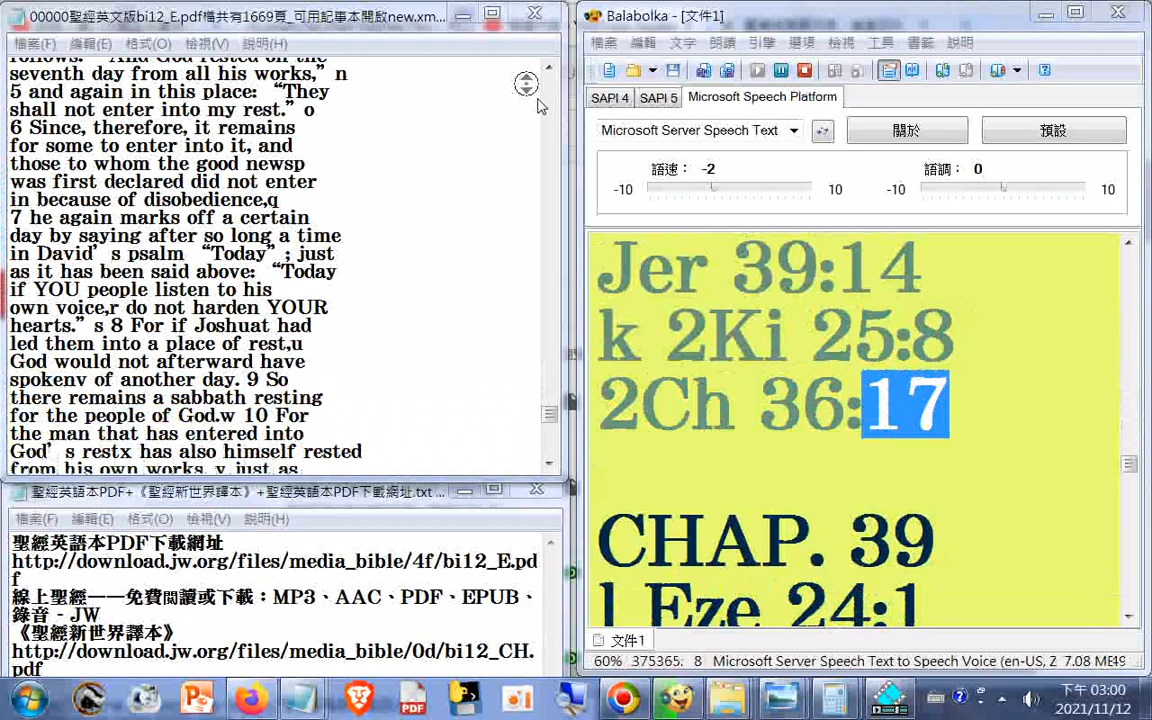 00000聖經英文版bi12_E.pdf檔共有1669頁_可用記事本開啟new.xm...
檔案(F) 編輯(E) 格式(O) 檢視(V) 說明(H)
follows: “And God rested on the
seventh day from all his works,” n
5 and again in this place: “They
shall not enter into my rest.” o
6 Since, therefore, it remains
for some to enter into it, and
those to whom the good newsp
was first declared did not enter
in because of disobedience,q
7 he again marks off a certain
day by saying after so long a time
in David’s psalm “Today”; just
as it has been said above: “Today
if YOU people listen to his
own voice,r do not harden YOUR
hearts.” s 8 For if Joshuat had
led them into a place of rest,u
God would not afterward have
spokenv of another day. 9 So
there remains a sabbath resting
for the people of God.w 10 For
the man that has entered into
God’s restx has also himself rested
from his own works, y just as
聖經英語本PDF+《聖經新世界譯本》+聖經英語本PDF下載網址.txt ...
檔案(F) 編輯(E) 格式(O) 檢視(V) 說明(H)
聖經英語本PDF下載網址
http://download.jw.org/files/media_bible/4f/bi12_E.pd
f
線上聖經——免費閱讀或下載：MP3、AAC、PDF、EPUB、
錄音 - JW
《聖經新世界譯本》
http://download.jw.org/files/media_bible/0d/bi12_CH.
pdf
Balabolka - [文件1]
檔案 編輯 文字 朗讀 引擎 選項 檢視 工具 書籤 說明
SAPI 4 SAPI 5 Microsoft Speech Platform
Microsoft Server Speech Text 關於 預設
語速： -2 語調： 0
-10 10 -10 10
Jer 39:14
k 2Ki 25:8
2Ch 36:17
CHAP. 39
l Eze 24:1
文件1
60% 375365: 8 Microsoft Server Speech Text to Speech Voice (en-US, Z 7.08 ME49
下午 03:00
2021/11/12